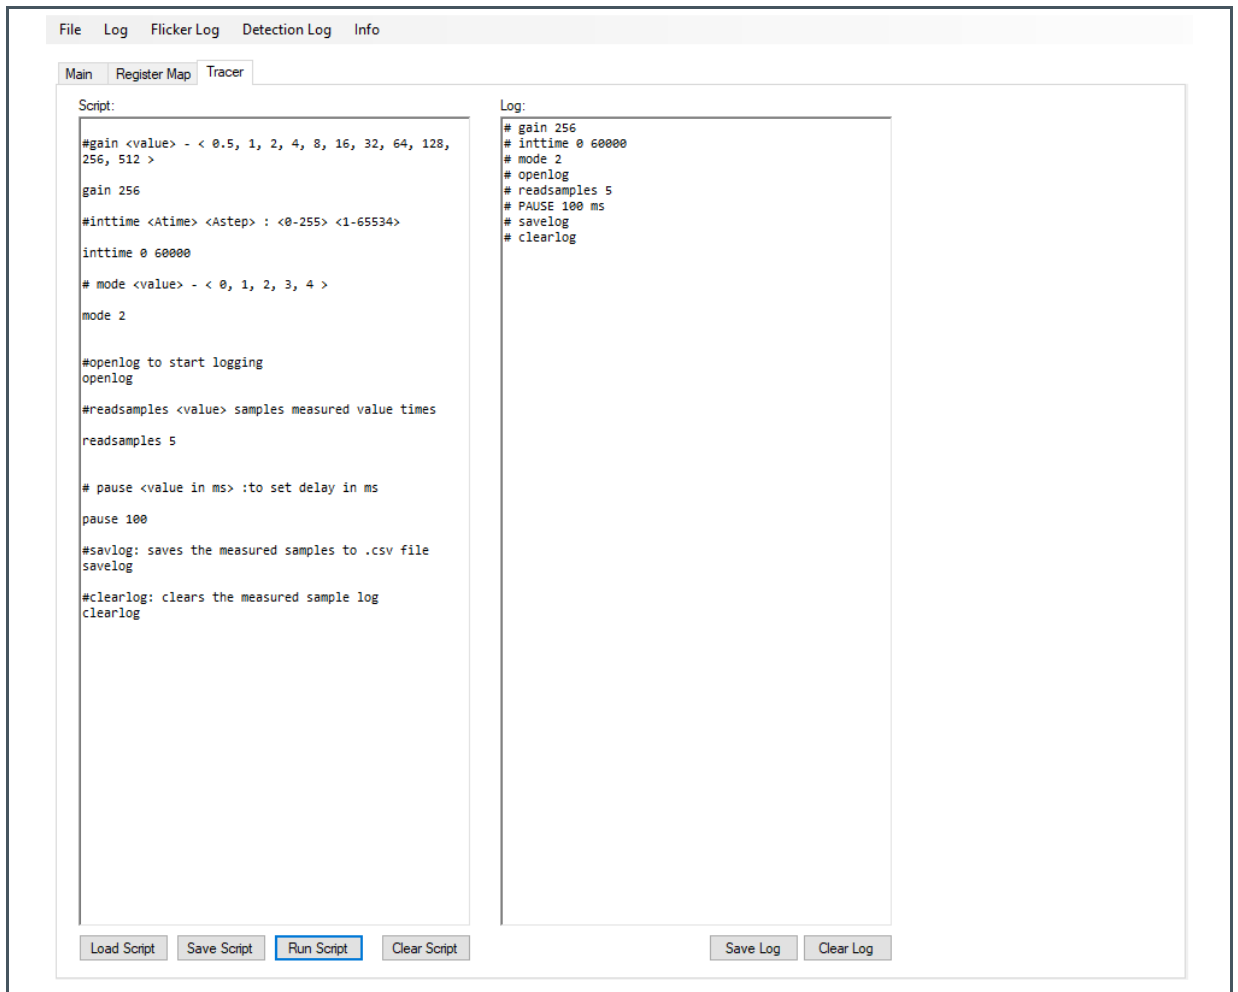 File Log Flicker Log Detection Log Info
Main Register Map Tracer
Script:
#gain <value> - < 0.5, 1, 2, 4, 8, 16, 32, 64, 128,
256, 512 >
gain 256
#inttime <Atime> <Astep> : <0-255> <1-65534>
inttime 0 60000
# mode <value> - < 0, 1, 2, 3, 4 >
mode 2
#openlog to start logging
openlog
#readsamples <value> samples measured value times
readsamples 5
# pause <value in ms> :to set delay in ms
pause 100
#savlog: saves the measured samples to .csv file
savelog
#clearlog: clears the measured sample log
clearlog
Load Script Save Script Run Script Clear Script
Log:
# gain 256
# inttime 0 60000
# mode 2
# openlog
# readsamples 5
# PAUSE 100 ms
# savelog
# clearlog
Save Log Clear Log